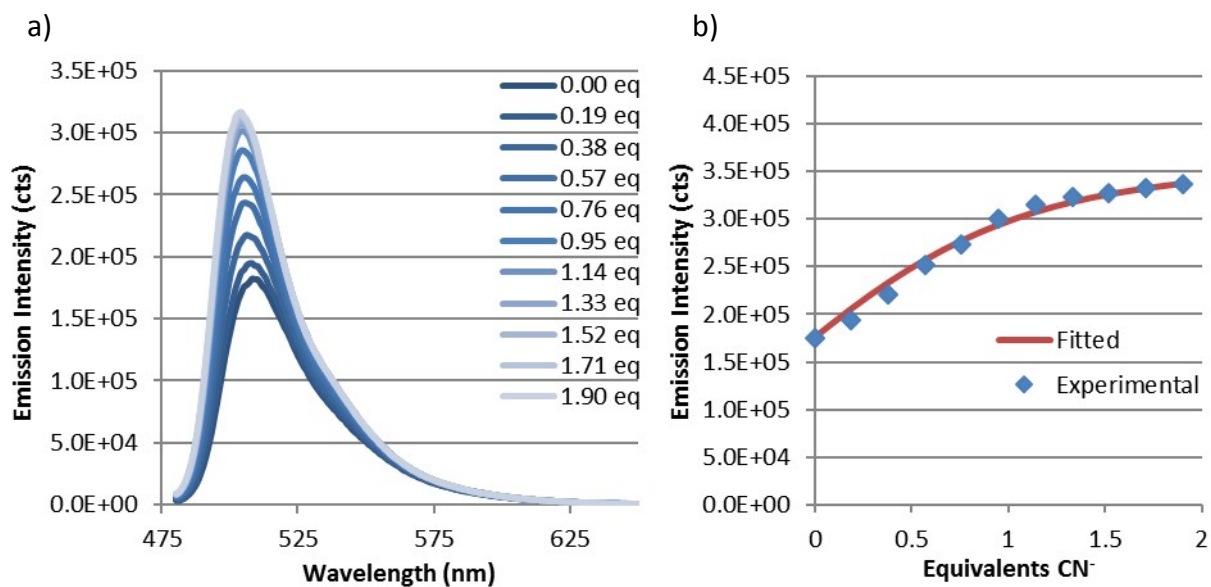 a)
Emission Intensity (cts)
3.5E+05
3.0E+05
2.5E+05
2.0E+05
1.5E+05
1.0E+05
5.0E+04
0.0E+00
475
525
575
625
Wavelength (nm)
0.00 eq
0.19 eq
0.38 eq
0.57 eq
0.76 eq
0.95 eq
1.14 eq
1.33 eq
1.52 eq
1.71 eq
1.90 eq
b)
Emission Intensity (cts)
4.5E+05
4.0E+05
3.5E+05
3.0E+05
2.5E+05
2.0E+05
1.5E+05
1.0E+05
5.0E+04
0.0E+00
0
0.5
1
1.5
2
Equivalents CN⁻
Fitted
Experimental